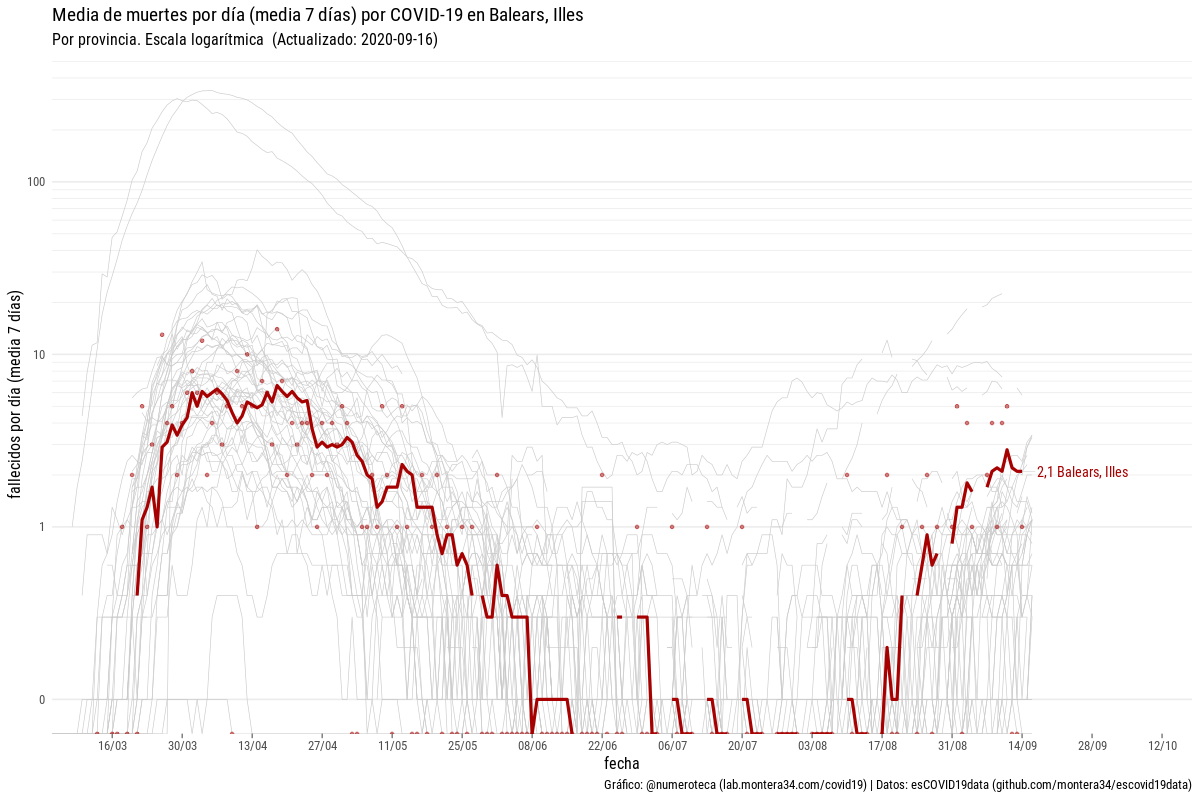 Media de muertes por día (media 7 días) por COVID-19 en Balears, Illes
Por provincia. Escala logarítmica  (Actualizado: 2020-09-16)
fallecidos por día (media 7 días)
100
10
1
0
2,1 Balears, Illes
16/03 30/03 13/04 27/04 11/05 25/05 08/06 22/06 06/07 20/07 03/08 17/08 31/08 14/09 28/09 12/10
fecha
Gráfico: @numeroteca (lab.montera34.com/covid19) | Datos: esCOVID19data (github.com/montera34/escovid19data)